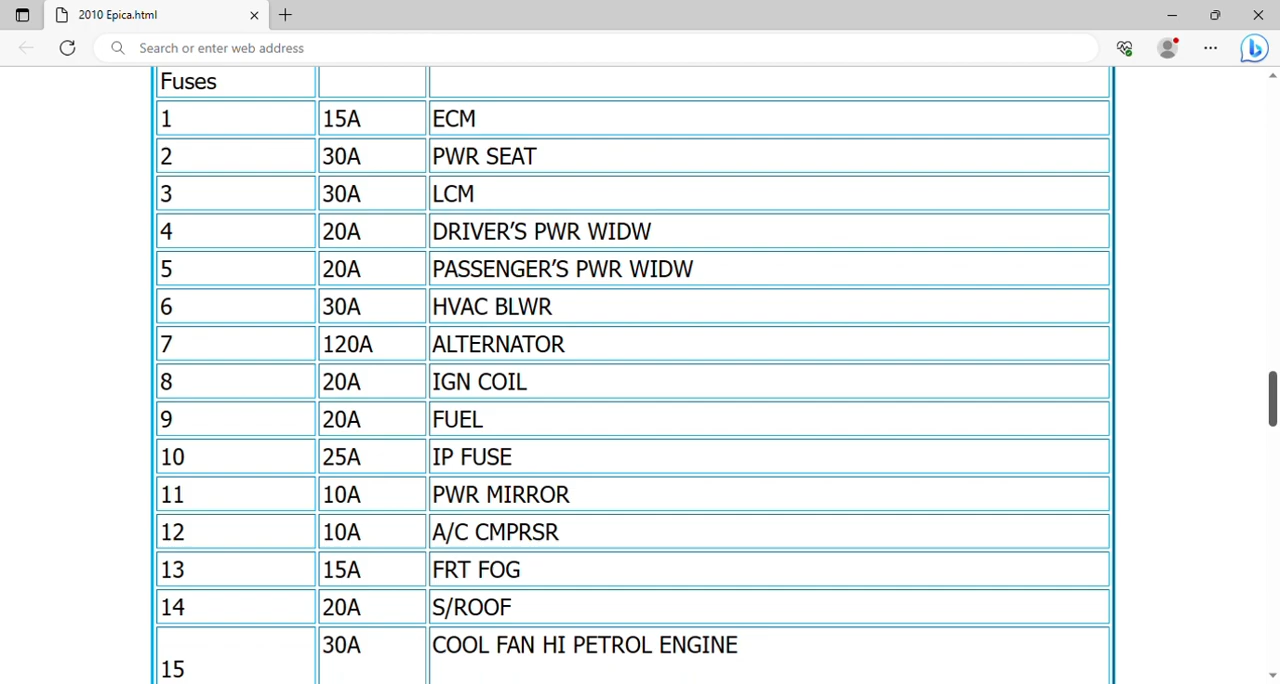 2010 Epica.html
Search or enter web address
Fuses
1 15A ECM
2 30A PWR SEAT
3 30A LCM
4 20A DRIVER’S PWR WIDW
5 20A PASSENGER’S PWR WIDW
6 30A HVAC BLWR
7 120A ALTERNATOR
8 20A IGN COIL
9 20A FUEL
10 25A IP FUSE
11 10A PWR MIRROR
12 10A A/C CMPRSR
13 15A FRT FOG
14 20A S/ROOF
15 30A COOL FAN HI PETROL ENGINE